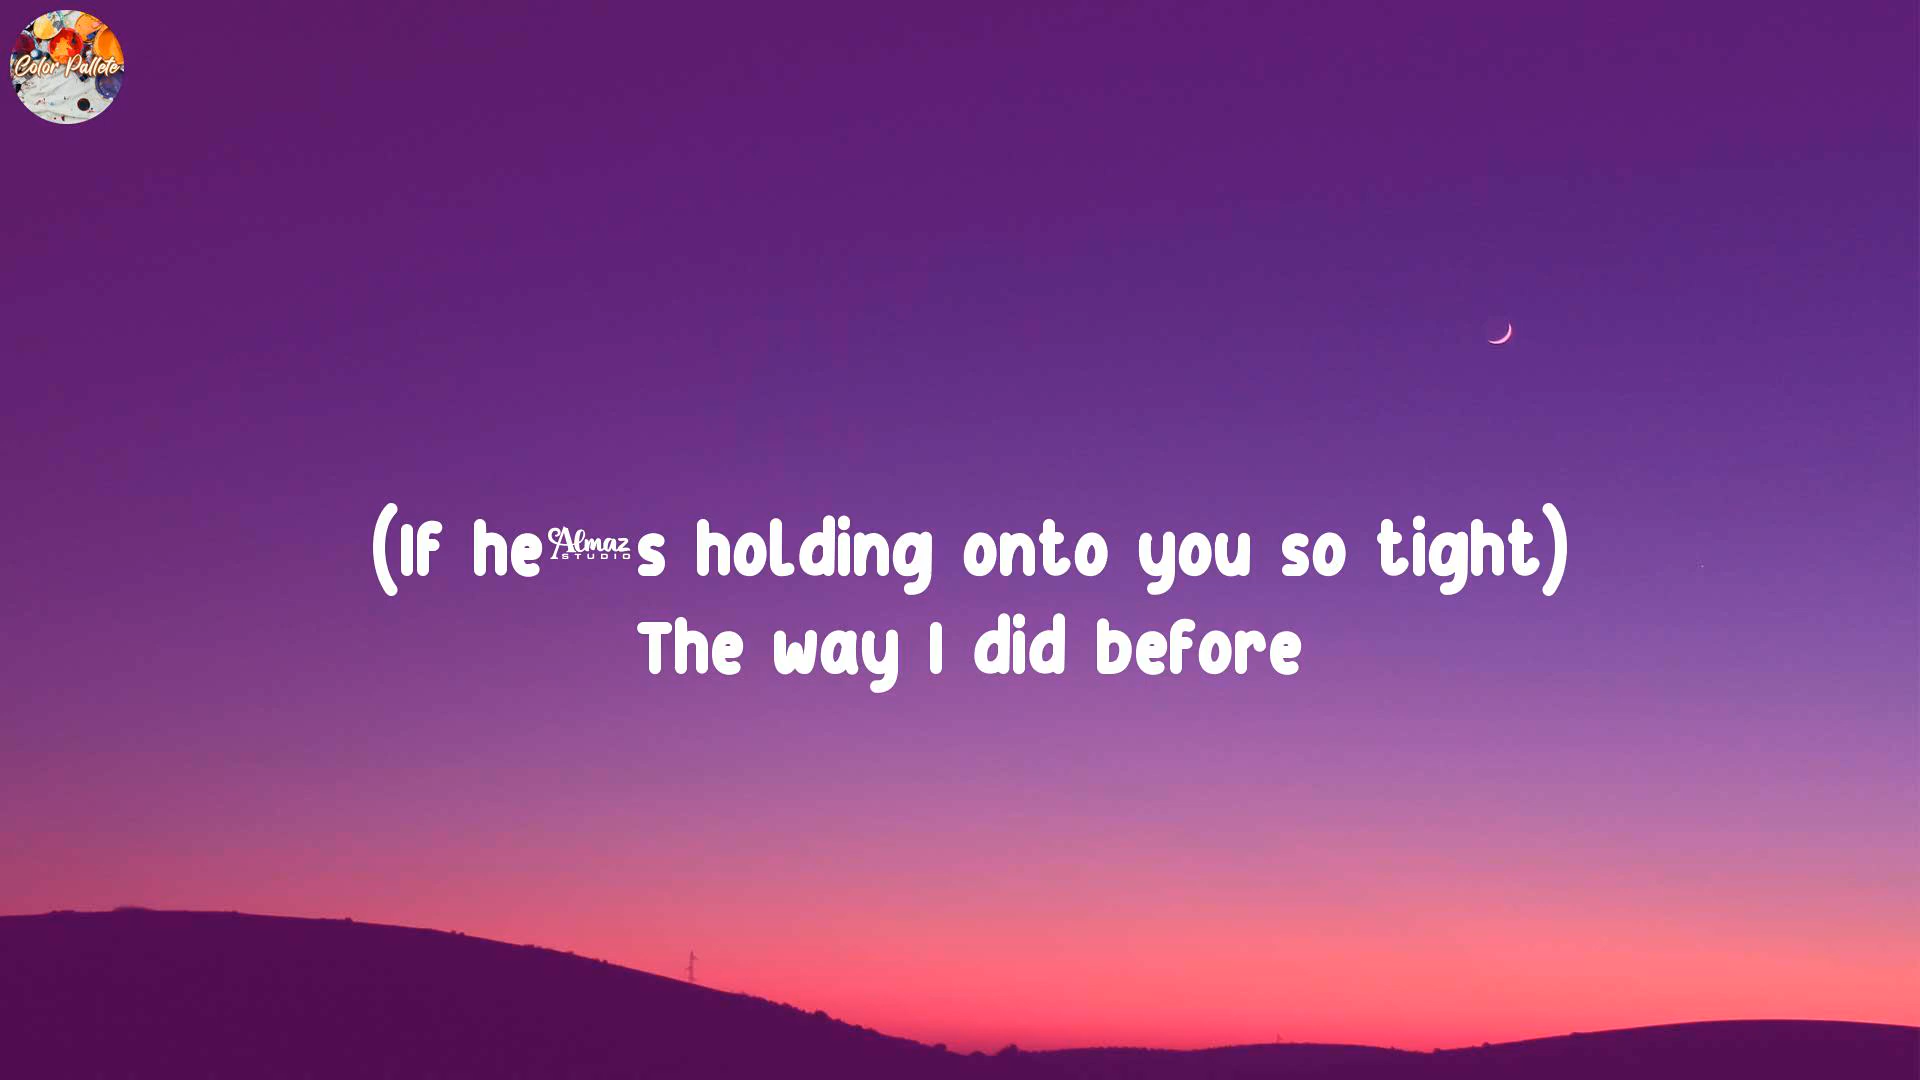 Color Pallete
(If he Almaz STUDIO s holding onto you so tight)
The way I did before